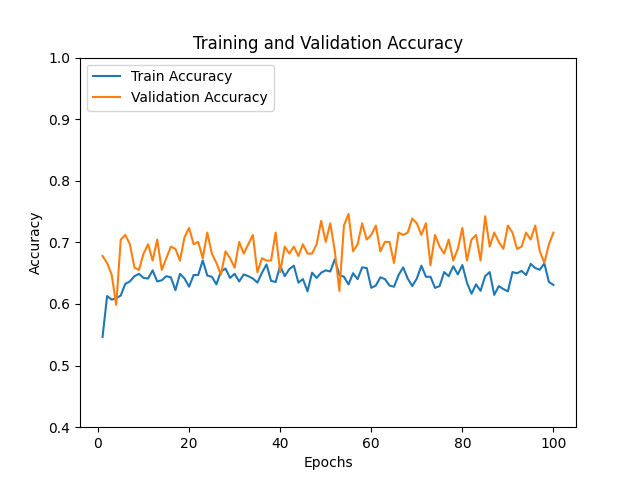 Training and Validation Accuracy
Train Accuracy
Validation Accuracy
1.0
0.9
0.8
0.7
0.6
0.5
0.4
Accuracy
0 20 40 60 80 100
Epochs